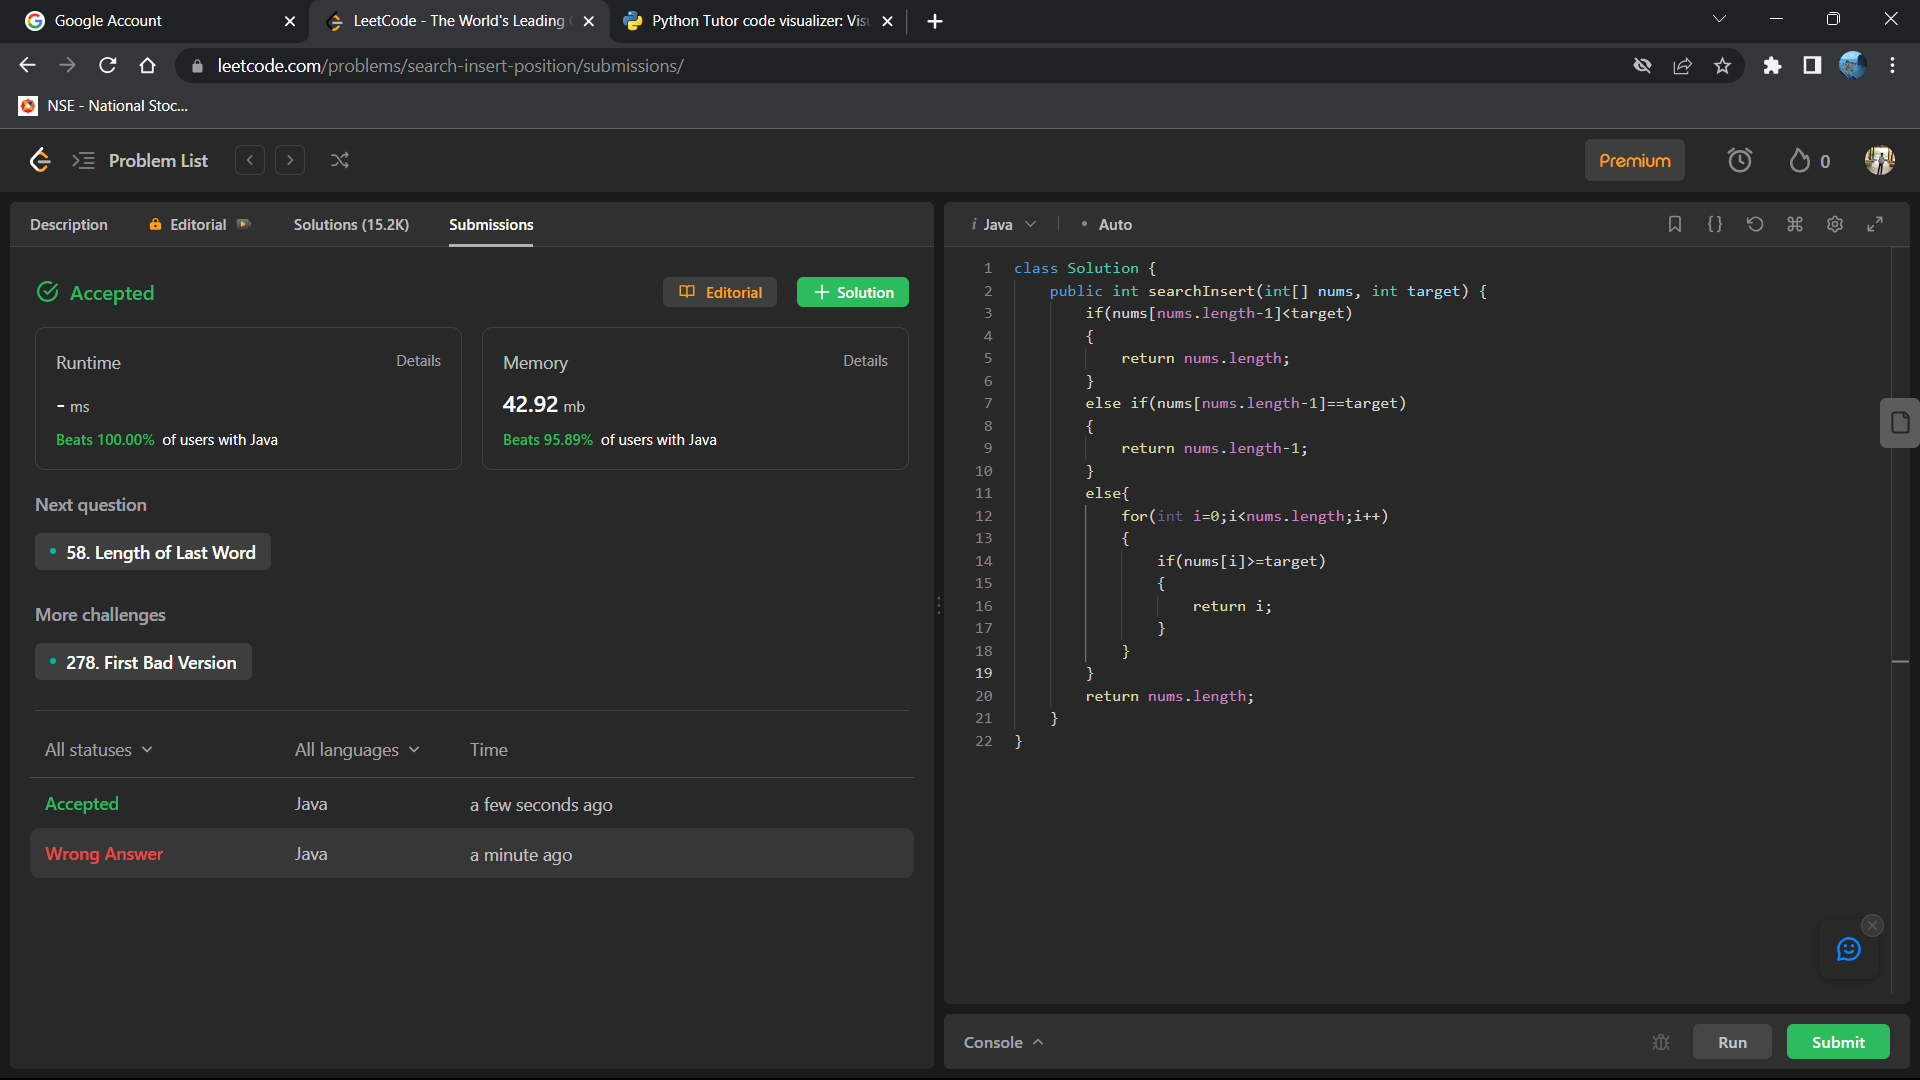 Google Account
LeetCode - The World's Leading
Python Tutor code visualizer: Vis
leetcode.com/problems/search-insert-position/submissions/
NSE - National Stoc...
Problem List
Premium
0
Description
Editorial
Solutions (15.2K)
Submissions
Accepted
Editorial
+ Solution
Runtime
Details
- ms
Beats 100.00% of users with Java
Memory
Details
42.92 mb
Beats 95.89% of users with Java
Next question
58. Length of Last Word
More challenges
278. First Bad Version
All statuses
All languages
Time
Accepted
Java
a few seconds ago
Wrong Answer
Java
a minute ago
i Java
• Auto
{}
1 class Solution {
2 public int searchInsert(int[] nums, int target) {
3 if(nums[nums.length-1]<target)
4 {
5 return nums.length;
6 }
7 else if(nums[nums.length-1]==target)
8 {
9 return nums.length-1;
10 }
11 else{
12 for(int i=0;i<nums.length;i++)
13 {
14 if(nums[i]>=target)
15 {
16 return i;
17 }
18 }
19 }
20 return nums.length;
21 }
22 }
Console
Run
Submit